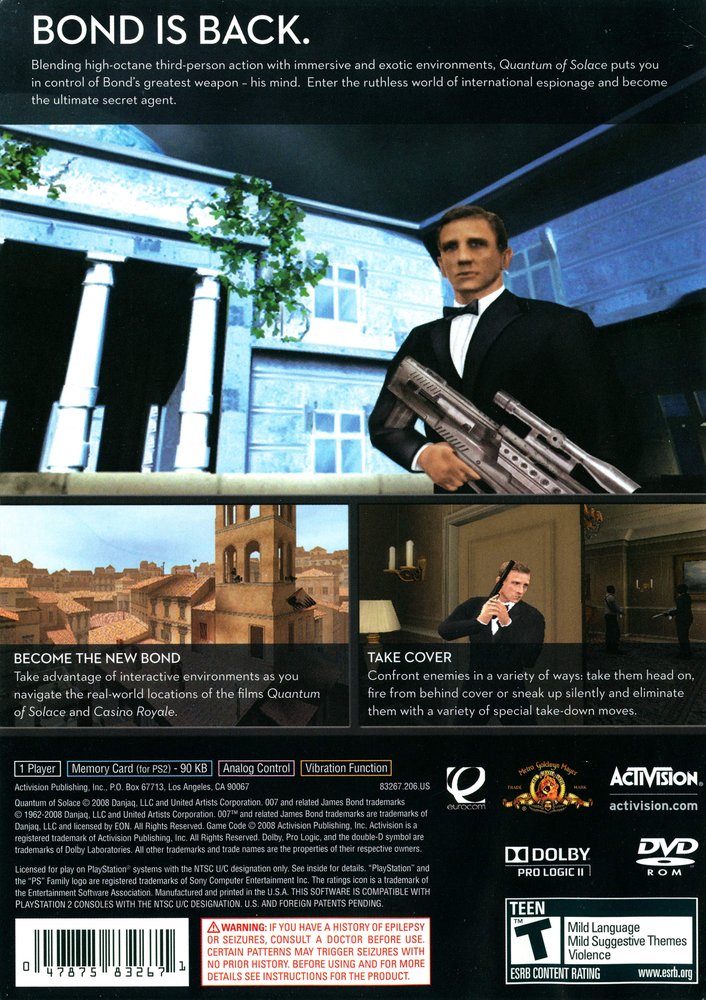 BOND IS BACK.
Blending high-octane third-person action with immersive and exotic environments, Quantum of Solace puts you
in control of Bond's greatest weapon – his mind. Enter the ruthless world of international espionage and become
the ultimate secret agent.
BECOME THE NEW BOND
Take advantage of interactive environments as you
navigate the real-world locations of the films Quantum
of Solace and Casino Royale.
TAKE COVER
Confront enemies in a variety of ways: take them head on,
fire from behind cover or sneak up silently and eliminate
them with a variety of special take-down moves.
1 Player
Memory Card (for PS2) - 90 KB
Analog Control
Vibration Function
Activision Publishing, Inc., P.O. Box 67713, Los Angeles, CA 90067
83267.206.US
Quantum of Solace © 2008 Danjaq, LLC and United Artists Corporation. 007 and related James Bond trademarks
© 1962-2008 Danjaq, LLC and United Artists Corporation. 007™ and related James Bond trademarks are trademarks of
Danjaq, LLC and licensed by EON. All Rights Reserved. Game Code © 2008 Activision Publishing, Inc. Activision is a
registered trademark of Activision Publishing, Inc. All Rights Reserved. Dolby, Pro Logic, and the double-D symbol are
trademarks of Dolby Laboratories. All other trademarks and trade names are the properties of their respective owners.
Licensed for play on PlayStation® systems with the NTSC U/C designation only. See inside for details. "PlayStation" and
the "PS" Family logo are registered trademarks of Sony Computer Entertainment Inc. The ratings icon is a trademark of
the Entertainment Software Association. Manufactured and printed in the U.S.A. THIS SOFTWARE IS COMPATIBLE WITH
PLAYSTATION 2 CONSOLES WITH THE NTSC U/C DESIGNATION. U.S. AND FOREIGN PATENTS PENDING.
eurocom
Metro Goldwyn Mayer
TRADE MARK
ACTIVISION
activision.com
DOLBY
PRO LOGIC II
DVD
ROM
0 47875 83267 1
WARNING: IF YOU HAVE A HISTORY OF EPILEPSY
OR SEIZURES, CONSULT A DOCTOR BEFORE USE.
CERTAIN PATTERNS MAY TRIGGER SEIZURES WITH
NO PRIOR HISTORY. BEFORE USING AND FOR MORE
DETAILS SEE INSTRUCTIONS FOR THE PRODUCT.
TEEN
T
Mild Language
Mild Suggestive Themes
Violence
ESRB CONTENT RATING
www.esrb.org